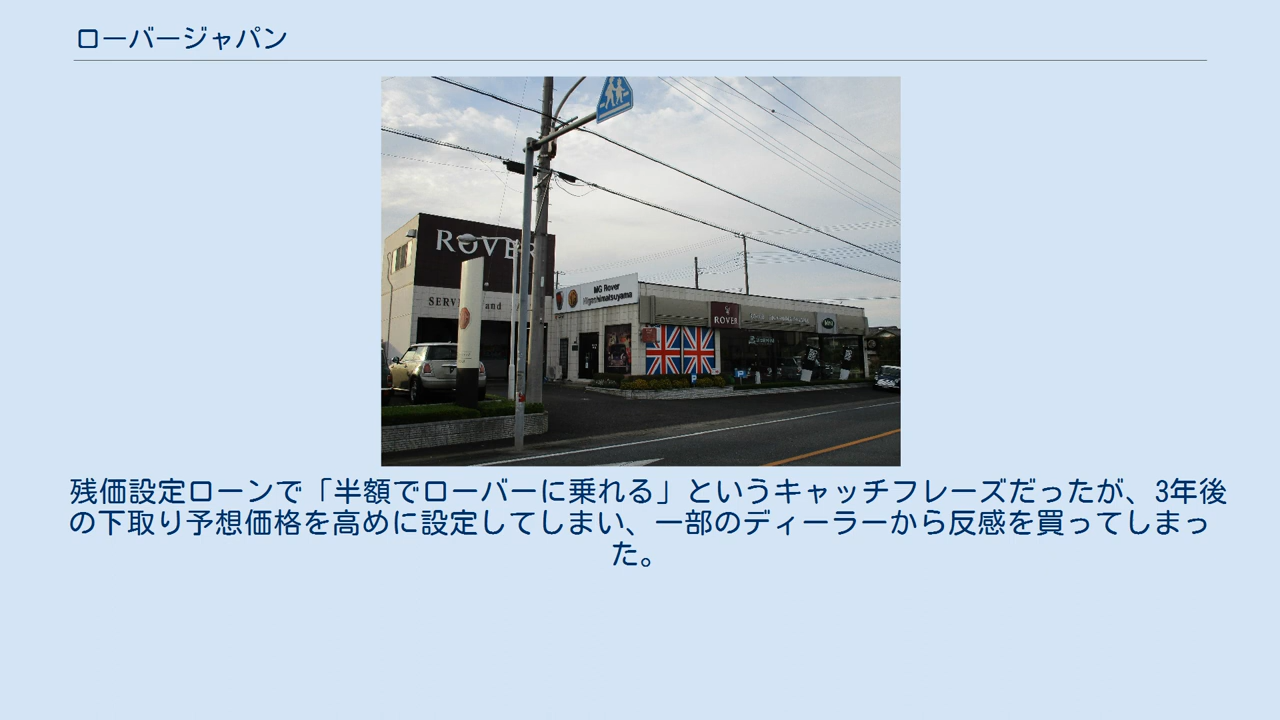 ローバージャパン
ROVER
SERV and
MG Rover
Higashimatsuyama
ROVER
P
P
残価設定ローンで「半額でローバーに乗れる」というキャッチフレーズだったが、3年後
の下取り予想価格を高めに設定してしまい、一部のディーラーから反感を買ってしまっ
た。